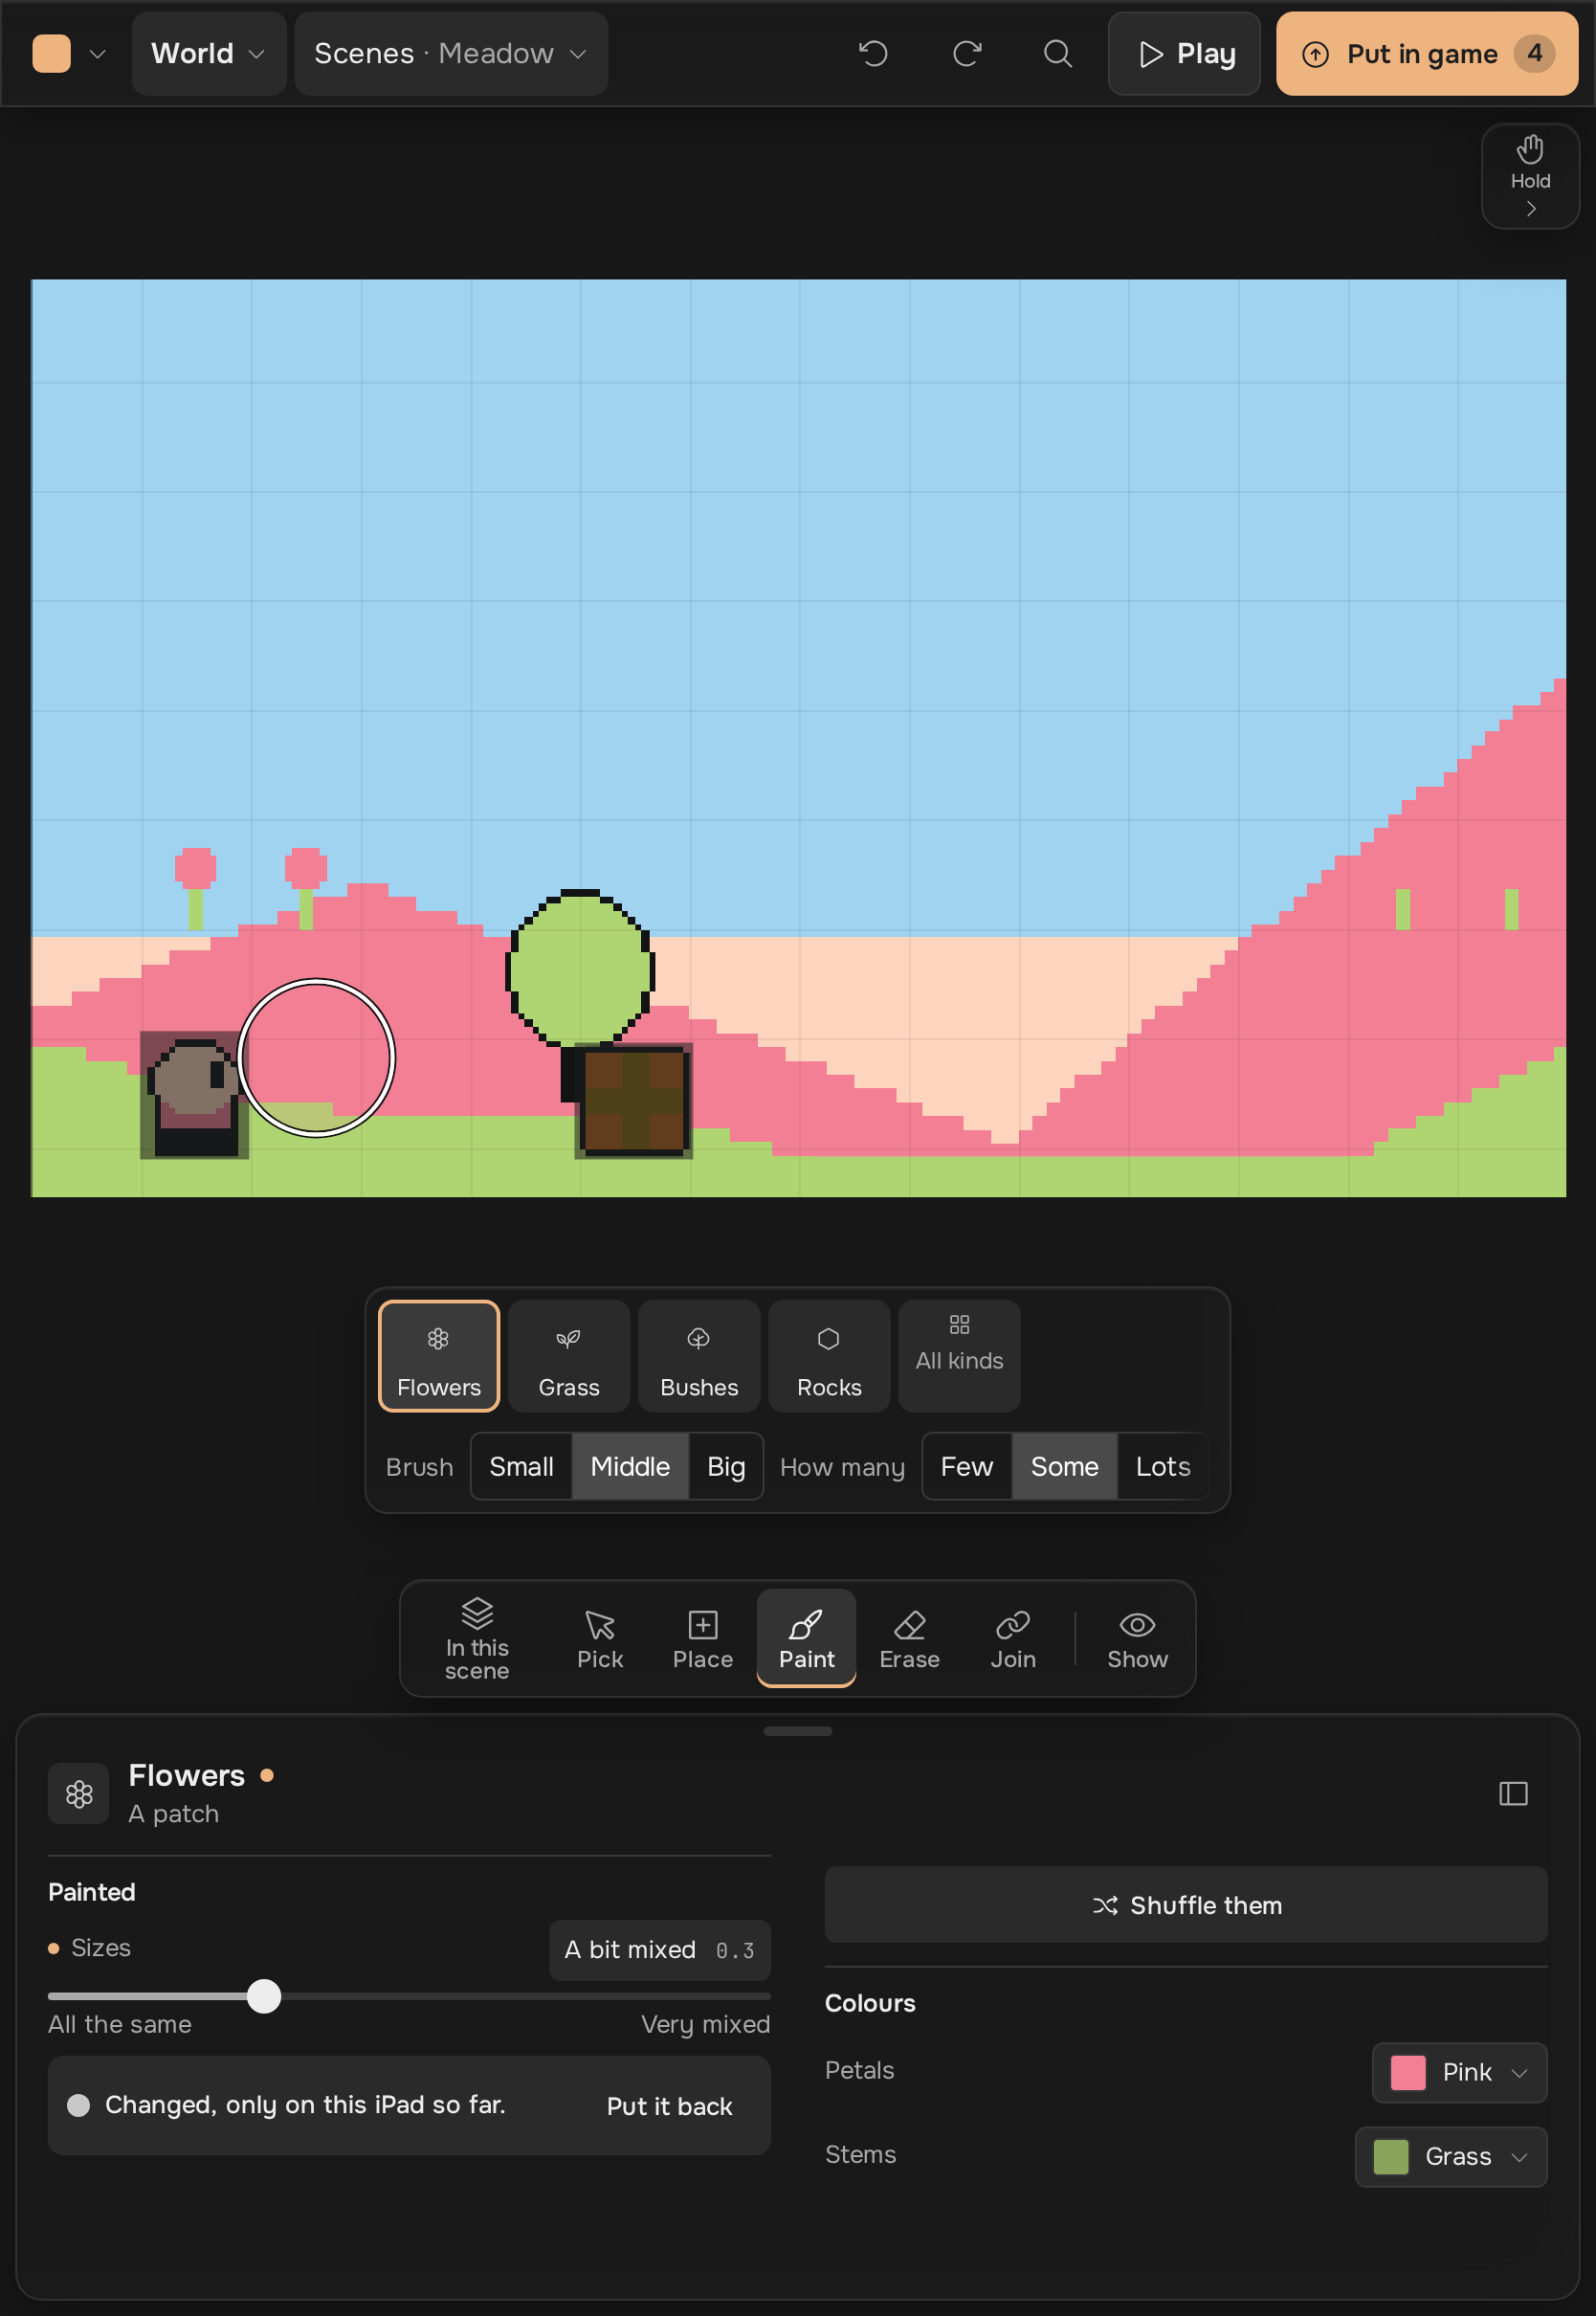 World
Scenes · Meadow
Play
Put in game 4
Hold
Flowers
Grass
Bushes
Rocks
All kinds
Brush
Small
Middle
Big
How many
Few
Some
Lots
In this
scene
Pick
Place
Paint
Erase
Join
Show
Flowers
A patch
Painted
Sizes
A bit mixed 0.3
All the same
Very mixed
Changed, only on this iPad so far.
Put it back
Shuffle them
Colours
Petals
Pink
Stems
Grass